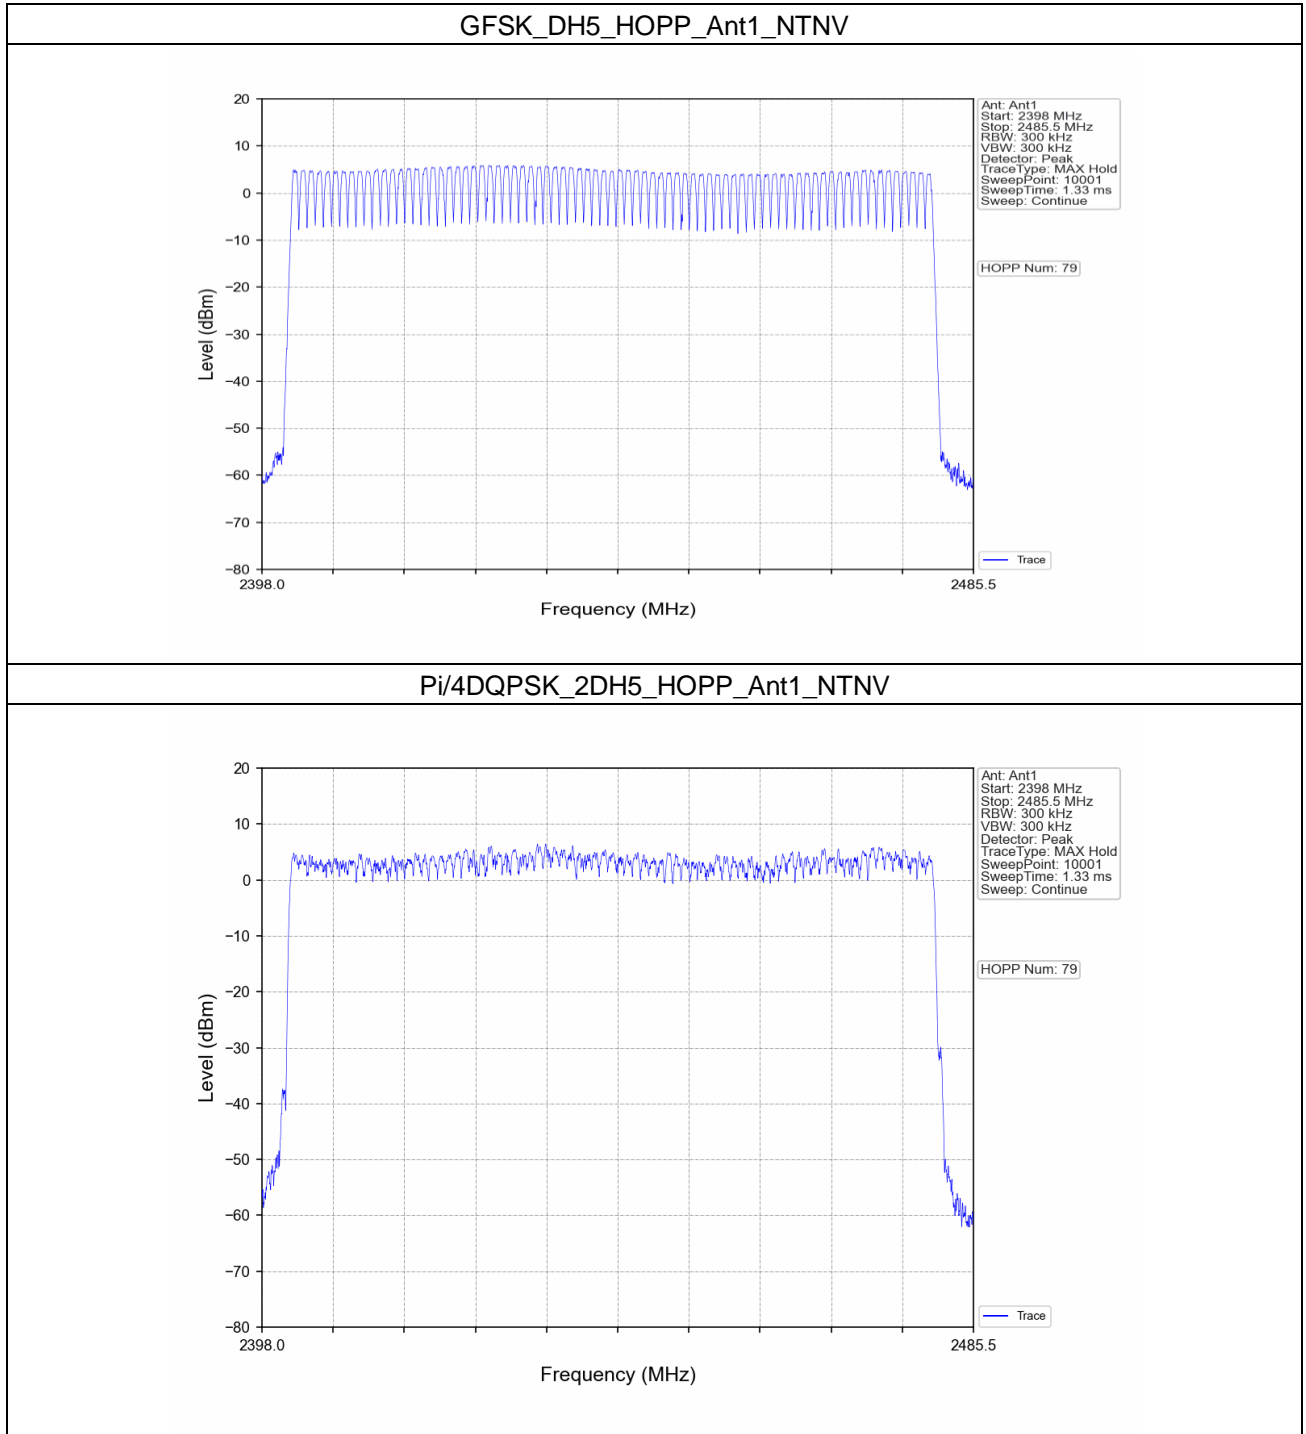 GFSK_DH5_HOPP_Ant1_NTNV
20
10
0
−10
−20
−30
−40
−50
−60
−70
−80
Level (dBm)
2398.0
2485.5
Frequency (MHz)
Ant: Ant1
Start: 2398 MHz
Stop: 2485.5 MHz
RBW: 300 kHz
VBW: 300 kHz
Detector: Peak
TraceType: MAX Hold
SweepPoint: 10001
SweepTime: 1.33 ms
Sweep: Continue
HOPP Num: 79
Trace
Pi/4DQPSK_2DH5_HOPP_Ant1_NTNV
20
10
0
−10
−20
−30
−40
−50
−60
−70
−80
Level (dBm)
2398.0
2485.5
Frequency (MHz)
Ant: Ant1
Start: 2398 MHz
Stop: 2485.5 MHz
RBW: 300 kHz
VBW: 300 kHz
Detector: Peak
TraceType: MAX Hold
SweepPoint: 10001
SweepTime: 1.33 ms
Sweep: Continue
HOPP Num: 79
Trace